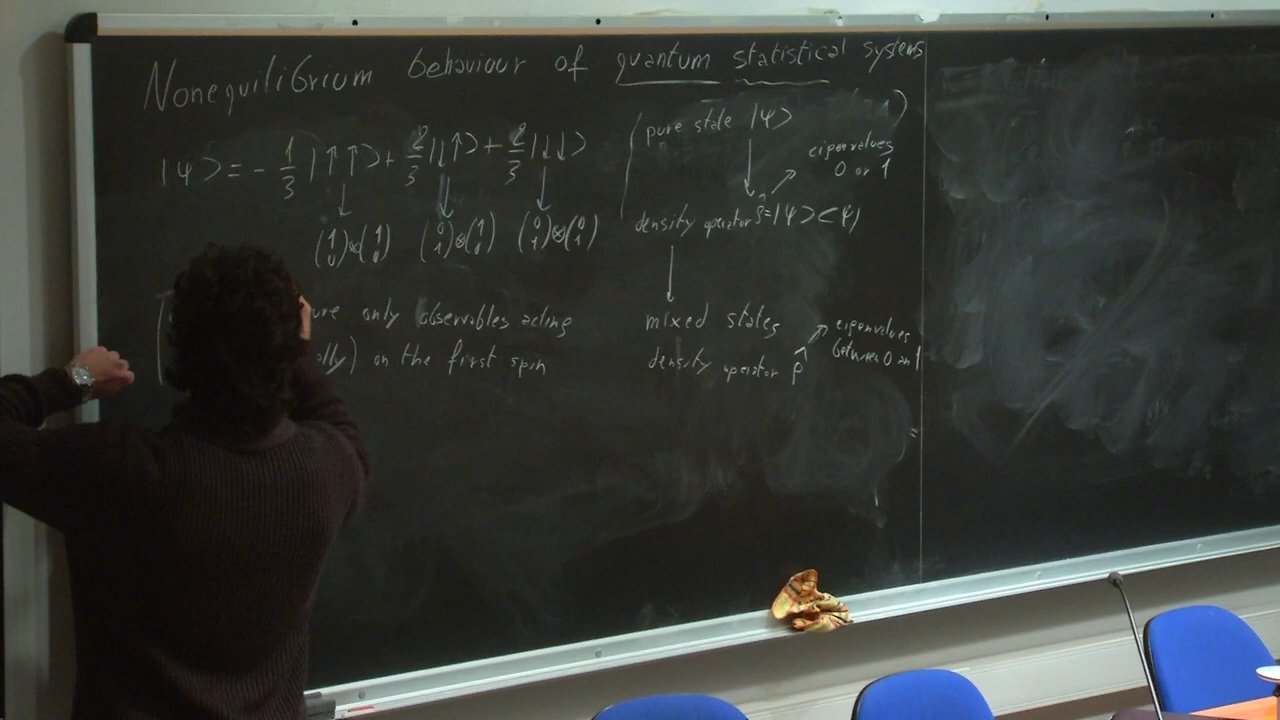 Nonequilibrium behaviour of quantum statistical systems
|ψ> = - 1/3 |↑↑> + 2/3 |↓↑> + 2/3 |↓↓>
(1 0)⊗(1 0) (0 1)⊗(1 0) (0 1)⊗(0 1)
only observables acting
on the first spin
(pure state |ψ>
eigenvalues
0 or 1
density operator ρ̂=|ψ><ψ|
mixed states
density operator ρ̂
eigenvalues
between 0 and 1